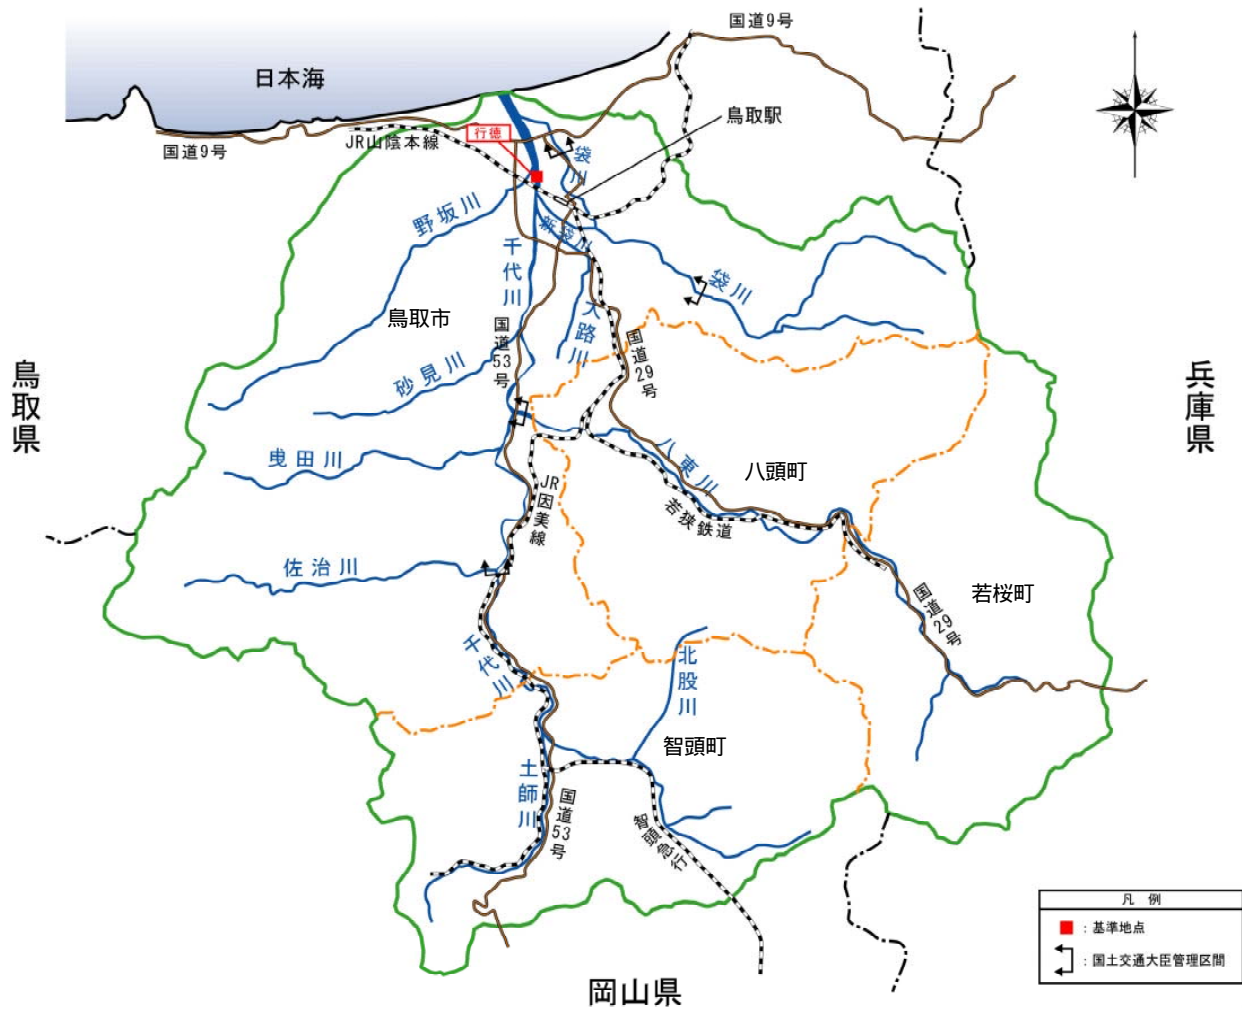 国道9号
日本海
鳥取駅
行徳
JR山陰本線
国道9号
袋川
野坂川
新袋川
千代川
袋川
鳥取市
大路川
国道53号
国道29号
砂見川
鳥取県
兵庫県
曳田川
八東川
八頭町
JR因美線
若狭鉄道
佐治川
若桜町
国道29号
千代川
北股川
智頭町
土師川
国道53号
智頭急行
岡山県
凡 例
：基準地点
：国土交通大臣管理区間